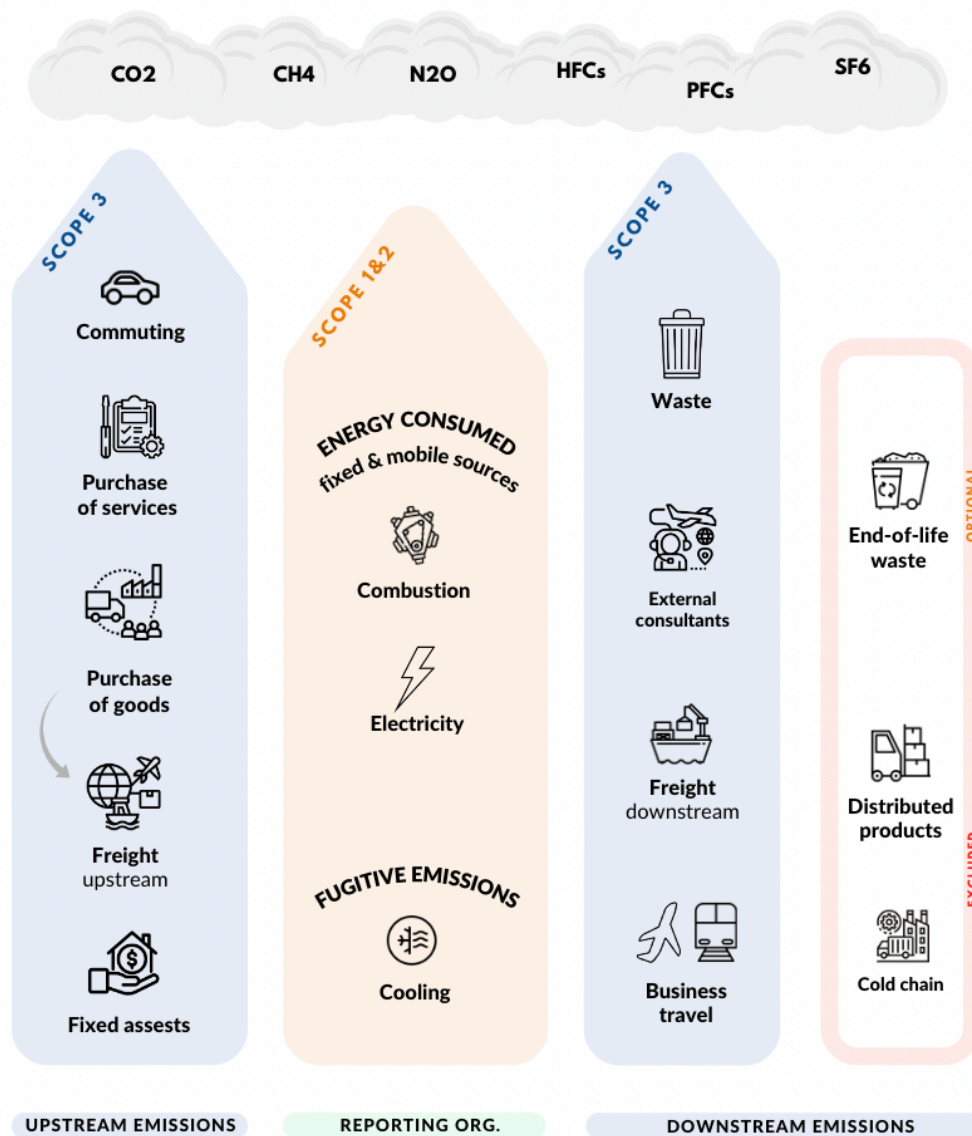 CO2
CH4
N2O
HFCs
PFCs
SF6
SCOPE 3
Commuting
Purchase
of services
Purchase
of goods
Freight
upstream
Fixed assests
SCOPE 1&2
ENERGY CONSUMED
fixed & mobile sources
Combustion
Electricity
FUGITIVE EMISSIONS
Cooling
SCOPE 3
Waste
External
consultants
Freight
downstream
Business
travel
End-of-life
waste
OPTIONAL
Distributed
products
EXCLUDED
Cold chain
UPSTREAM EMISSIONS
REPORTING ORG.
DOWNSTREAM EMISSIONS